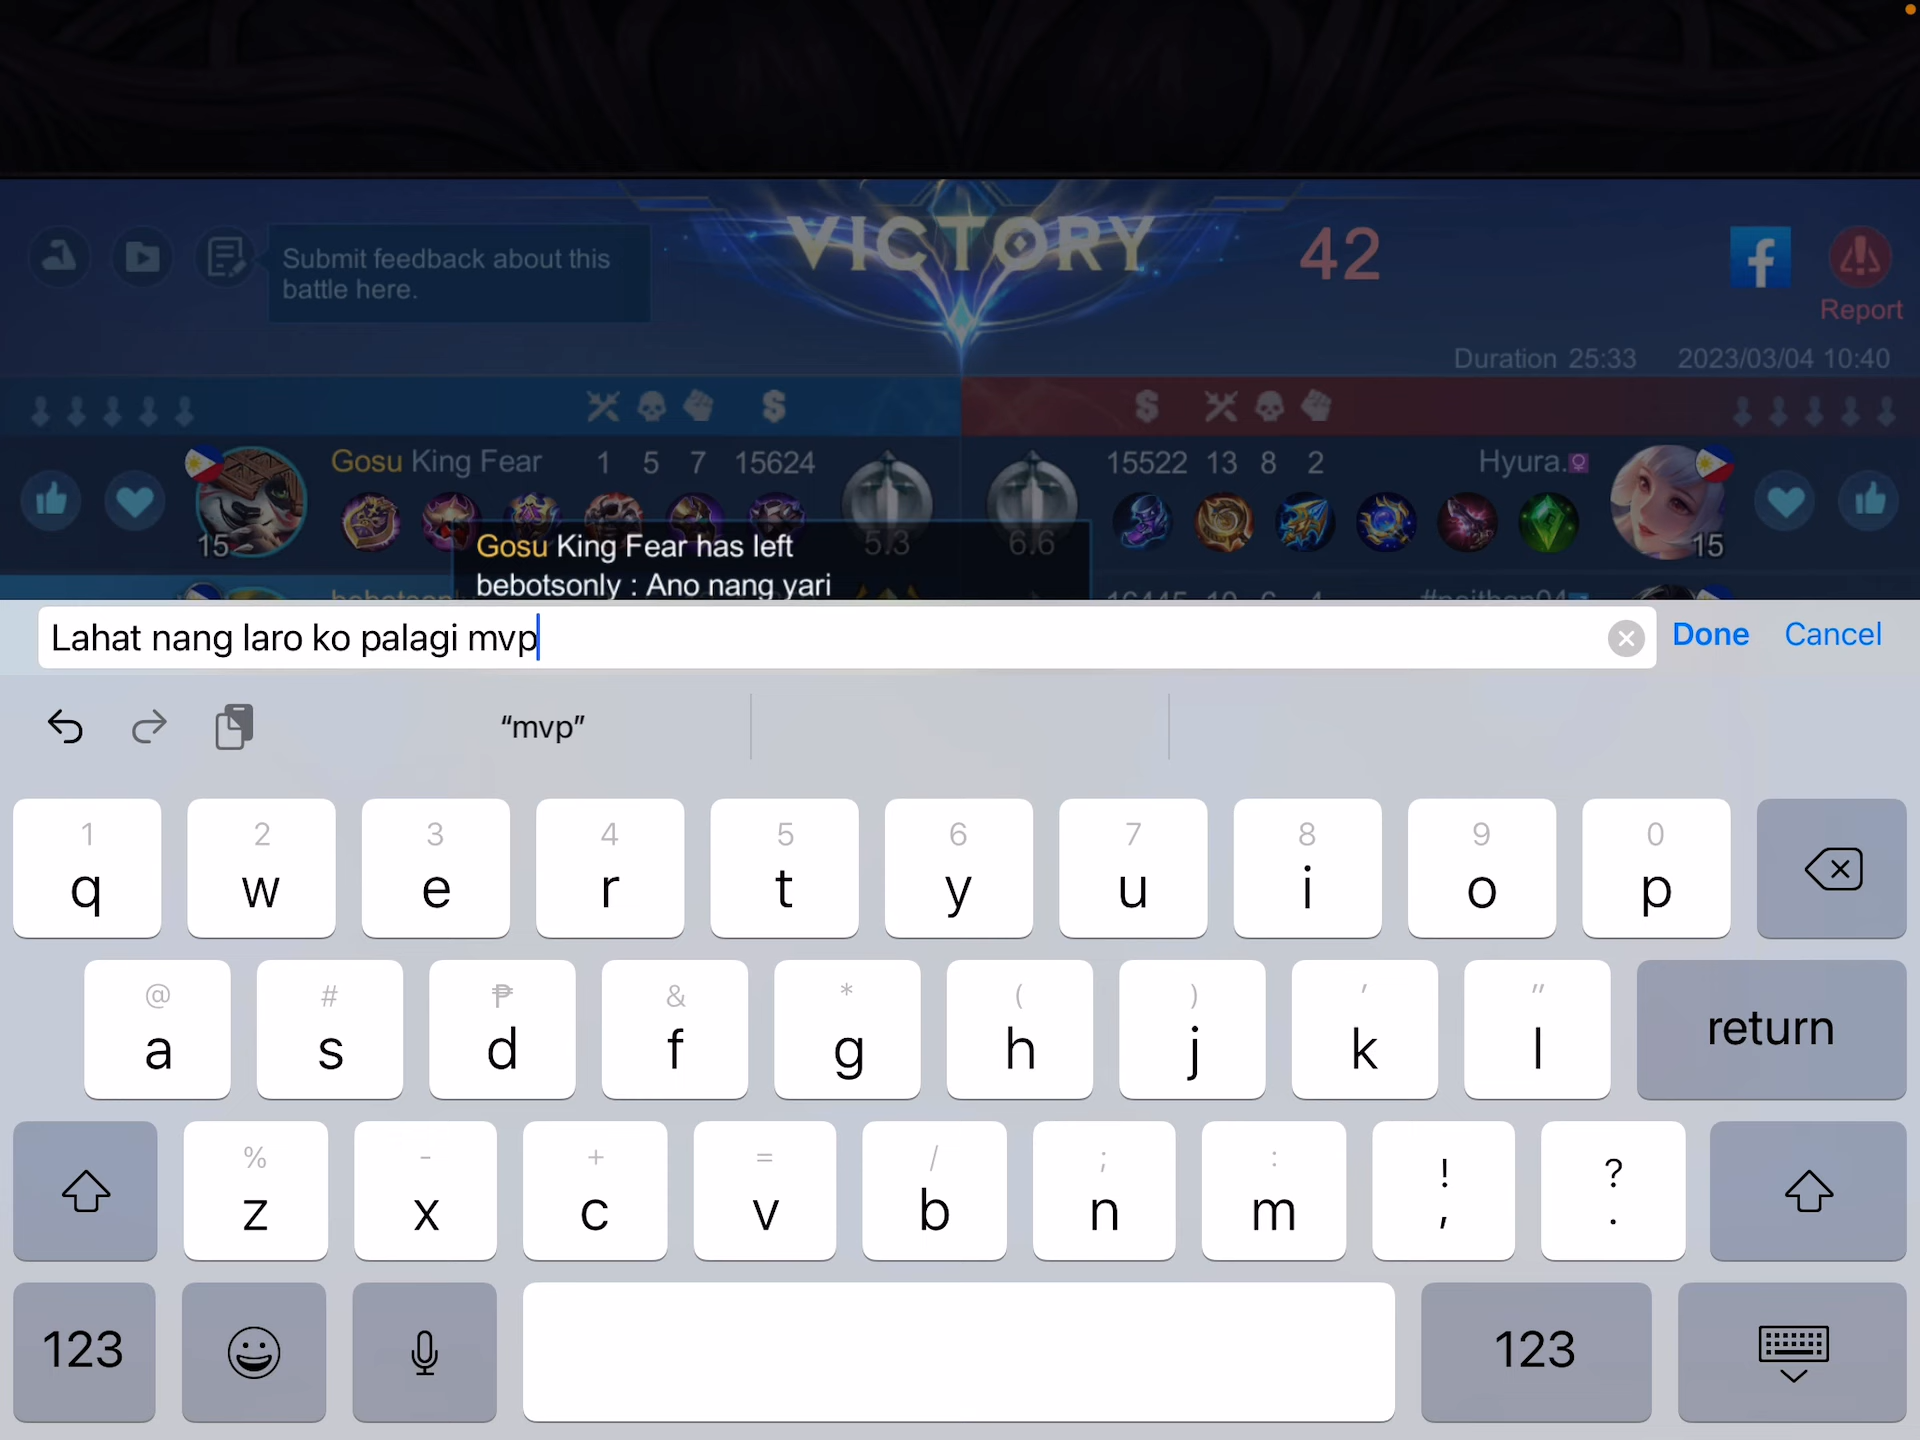 VICTORY
42
Submit feedback about this
battle here.
Report
Duration 25:33 2023/03/04 10:40
Gosu King Fear 1 5 7 15624
15522 13 8 2 Hyura.
15 5.3 6.6 15
Gosu King Fear has left
bebotsonly : Ano nang yari
bebotsonly
Lahat nang laro ko palagi mvp
Done Cancel
“mvp”
1 2 3 4 5 6 7 8 9 0
q w e r t y u i o p
@ # ₱ & * ( ) ' "
a s d f g h j k l return
% - + = / ; : ! ?
z x c v b n m , .
123 123